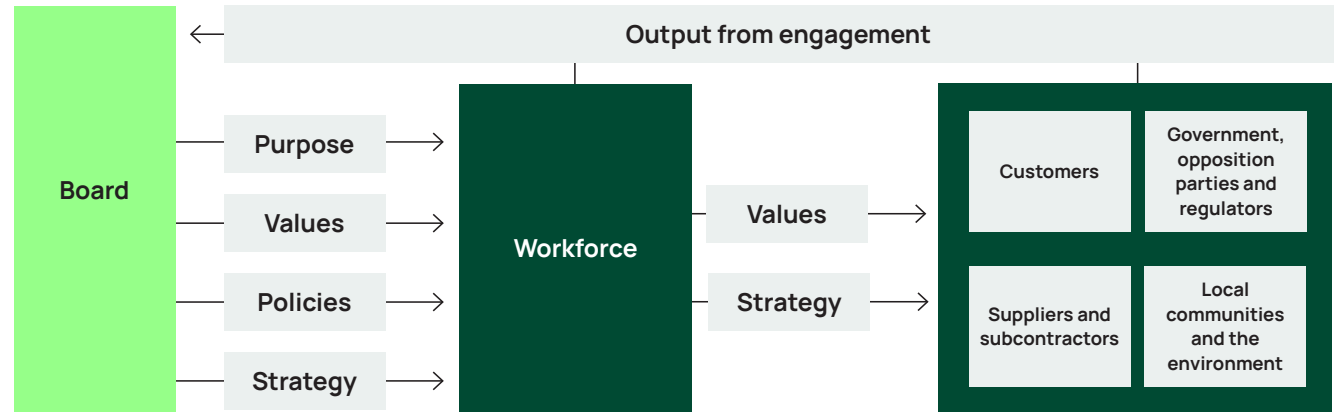 Output from engagement
Board
Purpose
Values
Policies
Strategy
Workforce
Values
Strategy
Customers
Government,
opposition
parties and
regulators
Suppliers and
subcontractors
Local
communities
and the
environment